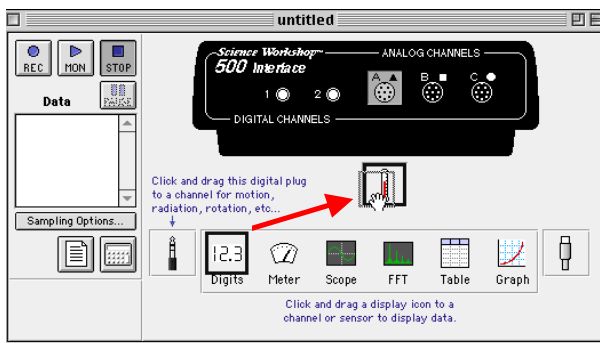 untitled
REC MON STOP
PAUSE
Data
Sampling Options...
Science Workshop™
500 Interface
ANALOG CHANNELS
A B C
1 2
DIGITAL CHANNELS
Click and drag this digital plug
to a channel for motion,
radiation, rotation, etc...
12.3
Digits Meter Scope FFT Table Graph
Click and drag a display icon to a
channel or sensor to display data.